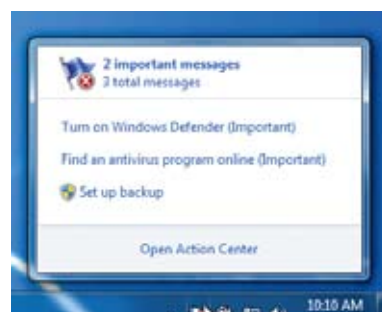 2 important messages
3 total messages
Turn on Windows Defender (Important)
Find an antivirus program online (Important)
Set up backup
Open Action Center
10:10 AM